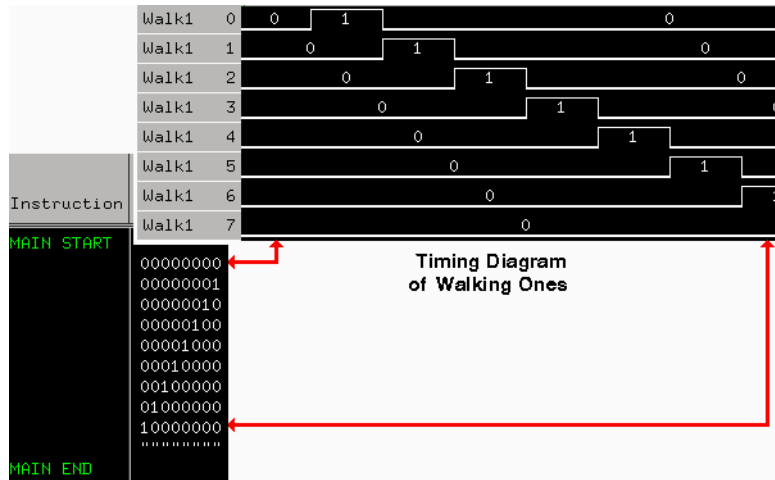 Walk1 0 0 1 0
Walk1 1 0 1 0
Walk1 2 0 1 0
Walk1 3 0 1 0
Walk1 4 0 1
Walk1 5 0 1
Walk1 6 0 1
Walk1 7 0
Instruction
MAIN START
Timing Diagram
of Walking Ones
00000000
00000001
00000010
00000100
00001000
00010000
00100000
01000000
10000000
""""""""
MAIN END